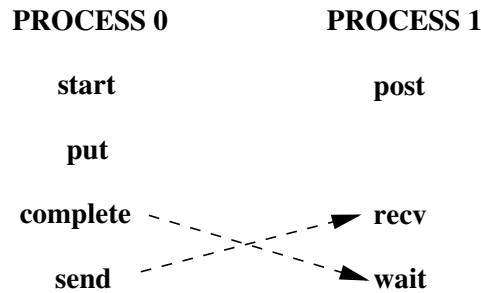 PROCESS 0 PROCESS 1
start post
put
complete recv
send wait